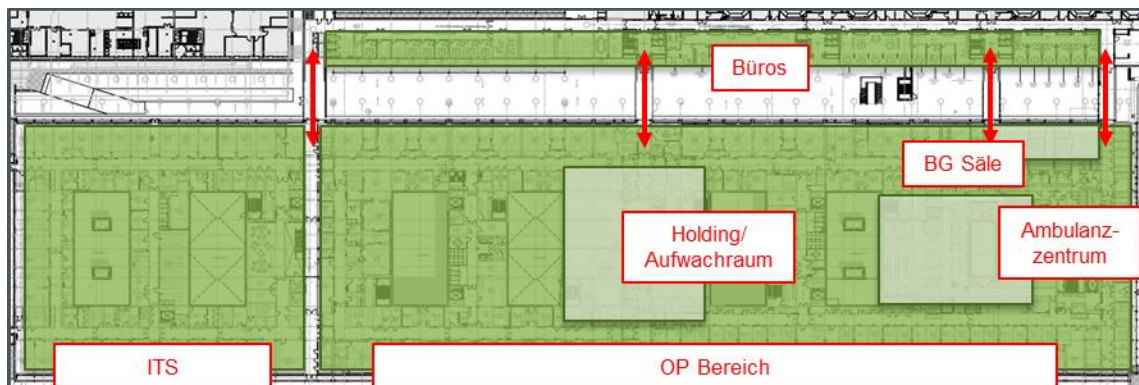 Büros
BG Säle
Holding/
Aufwachraum
Ambulanz-
zentrum
ITS
OP Bereich